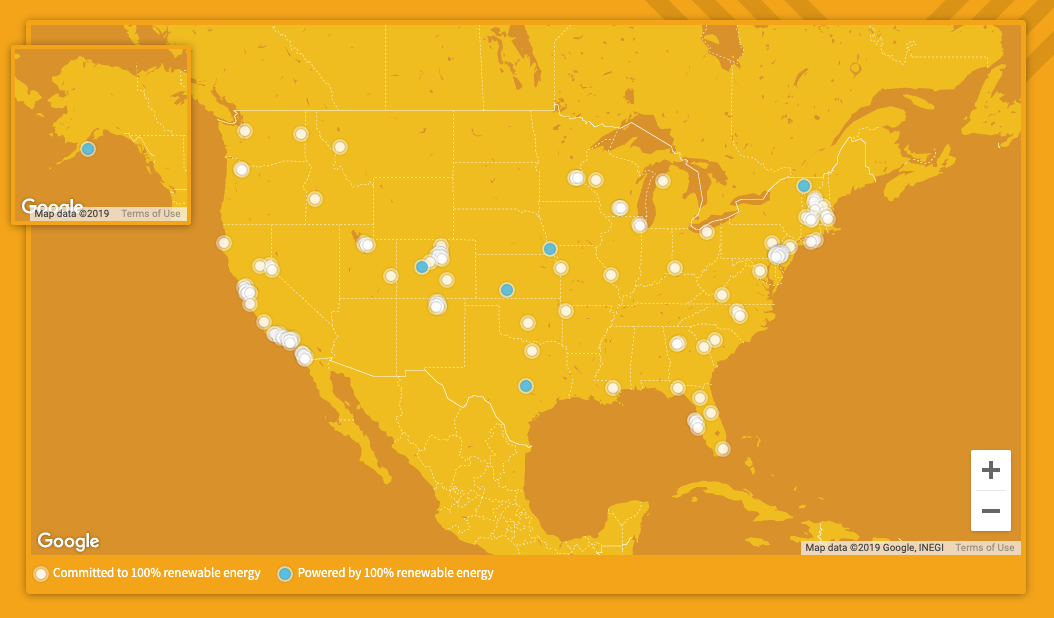 Google
Map data ©2019 Terms of Use
Google
Map data ©2019 Google, INEGI Terms of Use
Committed to 100% renewable energy Powered by 100% renewable energy